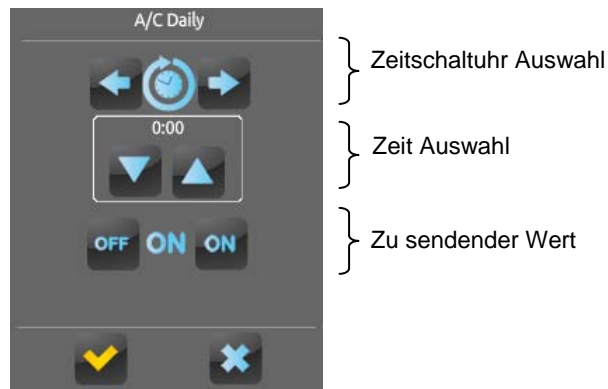 A/C Daily
Zeitschaltuhr Auswahl
0:00
Zeit Auswahl
OFF ON ON
Zu sendender Wert